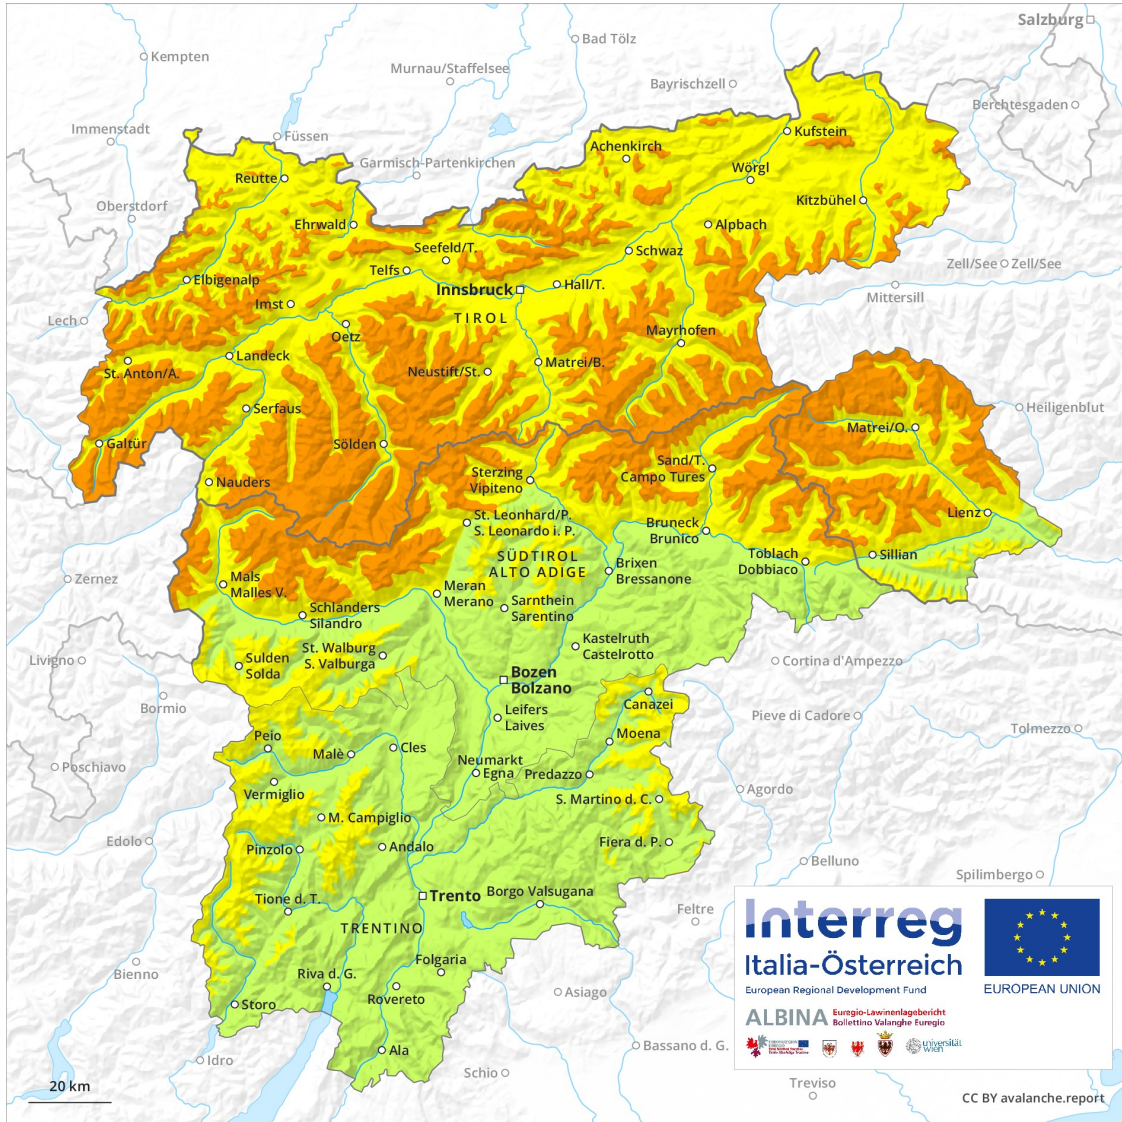 Salzburg
Bad Tölz
Kempten
Murnau/Staffelsee
Bayrischzell
Berchtesgaden
Immenstadt
Füssen
Kufstein
Achenkirch
Garmisch-Partenkirchen
Wörgl
Reutte
Oberstdorf
Kitzbühel
Ehrwald
Alpbach
Seefeld/T.
Schwaz
Telfs
Zell/See
Zell/See
Elbigenalp
Innsbruck
Hall/T.
Mittersill
Imst
TIROL
Lech
Oetz
Mayrhofen
Landeck
Matrei/B.
St. Anton/A.
Neustift/St.
Serfaus
Heiligenblut
Matrei/O.
Galtür
Sölden
Sand/T.
Campo Tures
Sterzing
Vipiteno
Nauders
St. Leonhard/P.
S. Leonardo i. P.
Lienz
Bruneck
Brunico
SÜDTIROL
ALTO ADIGE
Toblach
Dobbiaco
Sillian
Brixen
Bressanone
Zernez
Mals
Malles V.
Meran
Merano
Sarnthein
Sarentino
Schlanders
Silandro
Kastelruth
Castelrotto
St. Walburg
S. Valburga
Livigno
Sulden
Solda
Cortina d'Ampezzo
Bozen
Bolzano
Bormio
Canazei
Leifers
Laives
Pieve di Cadore
Tolmezzo
Peio
Moena
Malè
Cles
Poschiavo
Neumarkt
Egna
Predazzo
Vermiglio
Agordo
S. Martino d. C.
M. Campiglio
Edolo
Pinzolo
Andalo
Fiera d. P.
Belluno
Spilimbergo
Trento
Borgo Valsugana
Tione d. T.
Feltre
TRENTINO
Interreg
Italia-Österreich
European Regional Development Fund
EUROPEAN UNION
Bienno
Riva d. G.
Folgaria
Storo
Rovereto
Asiago
ALBINA
Euregio-Lawinenlagebericht
Bollettino Valanghe Euregio
universität
wien
Idro
Ala
Bassano d. G.
Schio
Treviso
20 km
CC BY avalanche.report